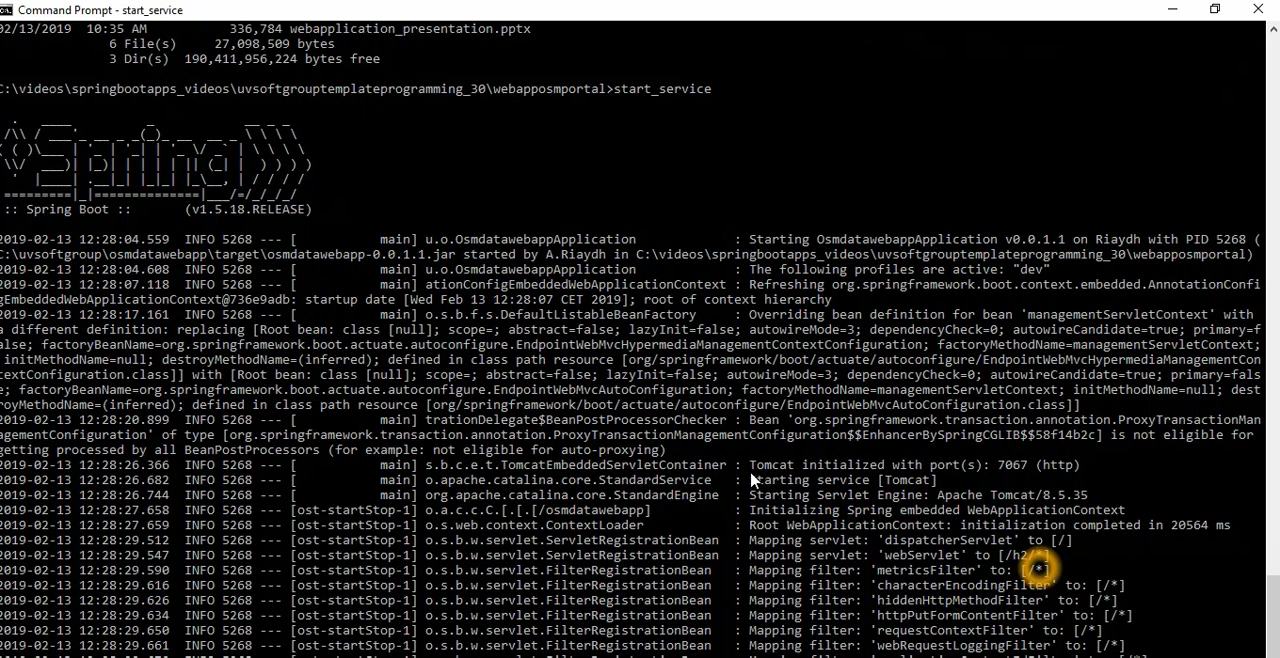 Command Prompt - start_service
02/13/2019  10:35 AM           336,784 webapplication_presentation.pptx
6 File(s)     27,098,509 bytes
3 Dir(s)  190,411,956,224 bytes free
C:\videos\springbootapps_videos\uvsoftgrouptemplateprogramming_30\webapposmportal>start_service
:: Spring Boot ::       (v1.5.18.RELEASE)
2019-02-13 12:28:04.559  INFO 5268 --- [           main] u.o.OsmdatawebappApplication             : Starting OsmdatawebappApplication v0.0.1.1 on Riaydh with PID 5268 (
C:\uvsoftgroup\osmdatawebapp\target\osmdatawebapp-0.0.1.1.jar started by A.Riaydh in C:\videos\springbootapps_videos\uvsoftgrouptemplateprogramming_30\webapposmportal)
2019-02-13 12:28:04.608  INFO 5268 --- [           main] u.o.OsmdatawebappApplication             : The following profiles are active: "dev"
2019-02-13 12:28:07.118  INFO 5268 --- [           main] ationConfigEmbeddedWebApplicationContext : Refreshing org.springframework.boot.context.embedded.AnnotationConfi
gEmbeddedWebApplicationContext@736e9adb: startup date [Wed Feb 13 12:28:07 CET 2019]; root of context hierarchy
2019-02-13 12:28:17.161  INFO 5268 --- [           main] o.s.b.f.s.DefaultListableBeanFactory     : Overriding bean definition for bean 'managementServletContext' with
a different definition: replacing [Root bean: class [null]; scope=; abstract=false; lazyInit=false; autowireMode=3; dependencyCheck=0; autowireCandidate=true; primary=f
alse; factoryBeanName=org.springframework.boot.actuate.autoconfigure.EndpointWebMvcHypermediaManagementContextConfiguration; factoryMethodName=managementServletContext;
initMethodName=null; destroyMethodName=(inferred); defined in class path resource [org/springframework/boot/actuate/autoconfigure/EndpointWebMvcHypermediaManagementCon
textConfiguration.class]] with [Root bean: class [null]; scope=; abstract=false; lazyInit=false; autowireMode=3; dependencyCheck=0; autowireCandidate=true; primary=fals
e; factoryBeanName=org.springframework.boot.actuate.autoconfigure.EndpointWebMvcAutoConfiguration; factoryMethodName=managementServletContext; initMethodName=null; dest
royMethodName=(inferred); defined in class path resource [org/springframework/boot/actuate/autoconfigure/EndpointWebMvcAutoConfiguration.class]]
2019-02-13 12:28:20.899  INFO 5268 --- [           main] trationDelegate$BeanPostProcessorChecker : Bean 'org.springframework.transaction.annotation.ProxyTransactionMan
agementConfiguration' of type [org.springframework.transaction.annotation.ProxyTransactionManagementConfiguration$$EnhancerBySpringCGLIB$$58f14b2c] is not eligible for
getting processed by all BeanPostProcessors (for example: not eligible for auto-proxying)
2019-02-13 12:28:26.366  INFO 5268 --- [           main] s.b.c.e.t.TomcatEmbeddedServletContainer : Tomcat initialized with port(s): 7067 (http)
2019-02-13 12:28:26.682  INFO 5268 --- [           main] o.apache.catalina.core.StandardService   : Starting service [Tomcat]
2019-02-13 12:28:26.744  INFO 5268 --- [           main] org.apache.catalina.core.StandardEngine  : Starting Servlet Engine: Apache Tomcat/8.5.35
2019-02-13 12:28:27.658  INFO 5268 --- [ost-startStop-1] o.a.c.c.C.[.[.[/osmdatawebapp]           : Initializing Spring embedded WebApplicationContext
2019-02-13 12:28:27.659  INFO 5268 --- [ost-startStop-1] o.s.web.context.ContextLoader            : Root WebApplicationContext: initialization completed in 20564 ms
2019-02-13 12:28:29.512  INFO 5268 --- [ost-startStop-1] o.s.b.w.servlet.ServletRegistrationBean  : Mapping servlet: 'dispatcherServlet' to [/]
2019-02-13 12:28:29.547  INFO 5268 --- [ost-startStop-1] o.s.b.w.servlet.ServletRegistrationBean  : Mapping servlet: 'webServlet' to [/h2/*]
2019-02-13 12:28:29.590  INFO 5268 --- [ost-startStop-1] o.s.b.w.servlet.FilterRegistrationBean   : Mapping filter: 'metricsFilter' to: [/*]
2019-02-13 12:28:29.616  INFO 5268 --- [ost-startStop-1] o.s.b.w.servlet.FilterRegistrationBean   : Mapping filter: 'characterEncodingFilter' to: [/*]
2019-02-13 12:28:29.626  INFO 5268 --- [ost-startStop-1] o.s.b.w.servlet.FilterRegistrationBean   : Mapping filter: 'hiddenHttpMethodFilter' to: [/*]
2019-02-13 12:28:29.634  INFO 5268 --- [ost-startStop-1] o.s.b.w.servlet.FilterRegistrationBean   : Mapping filter: 'httpPutFormContentFilter' to: [/*]
2019-02-13 12:28:29.650  INFO 5268 --- [ost-startStop-1] o.s.b.w.servlet.FilterRegistrationBean   : Mapping filter: 'requestContextFilter' to: [/*]
2019-02-13 12:28:29.661  INFO 5268 --- [ost-startStop-1] o.s.b.w.servlet.FilterRegistrationBean   : Mapping filter: 'webRequestLoggingFilter' to: [/*]